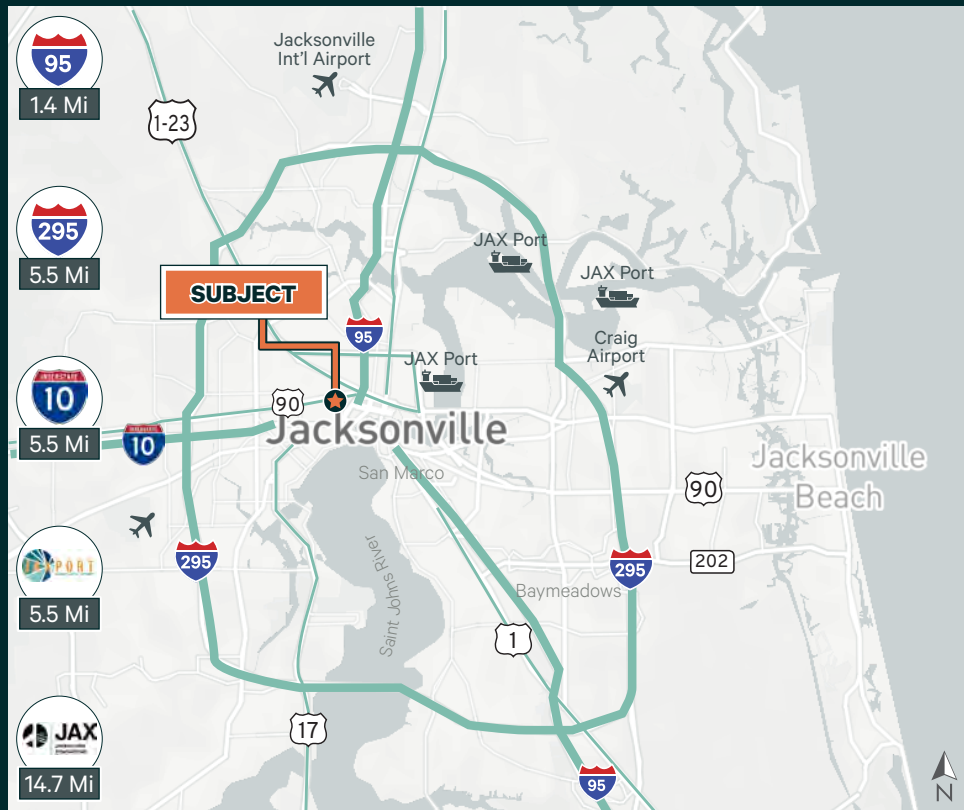 95
1.4 Mi
295
5.5 Mi
INTERSTATE
10
5.5 Mi
JAXPORT
5.5 Mi
JAX
14.7 Mi
Jacksonville
Int'l Airport
1-23
JAX Port
JAX Port
SUBJECT
95
Craig
Airport
JAX Port
90
10
Jacksonville
San Marco
Jacksonville
Beach
90
Saint Johns River
295
295
202
Baymeadows
1
17
95
N